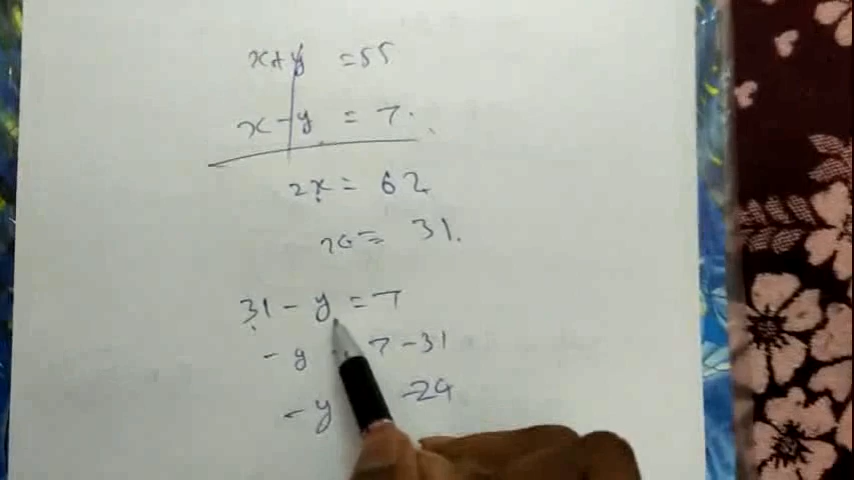 x+y = 55
x-y = 7.
2x = 62
x = 31.
31 - y = 7
- y 7 - 31
- y -24